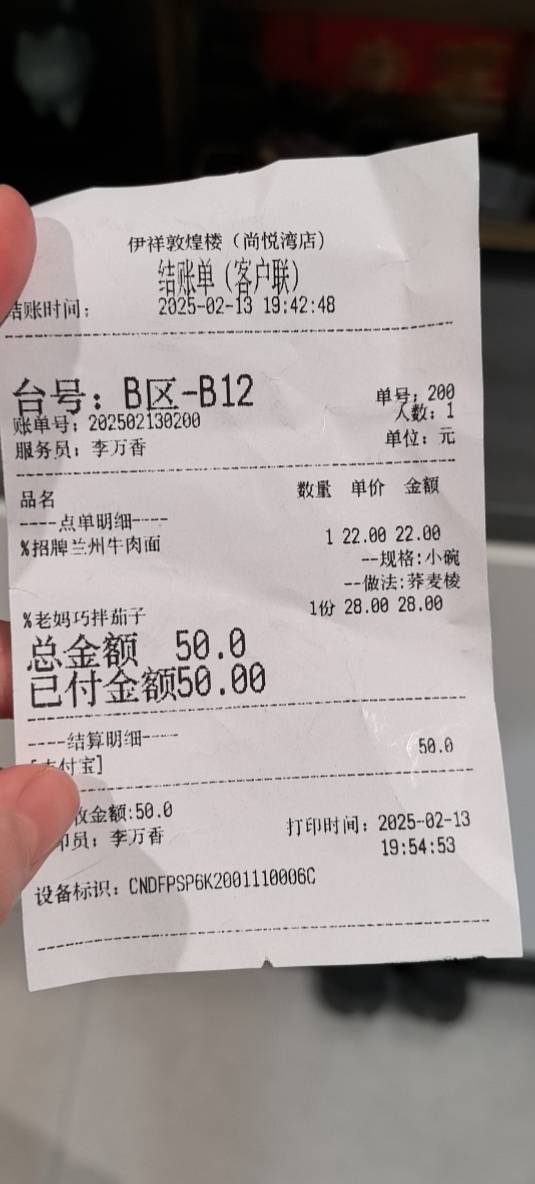 伊祥敦煌楼（尚悦湾店）
结账单（客户联）
结账时间： 2025-02-13 19:42:48
台号：B区-B12 单号：200
账单号：202502130200 人数：1
服务员：李万香 单位：元
品名 数量 单价 金额
----点单明细----
%招牌兰州牛肉面 1 22.00 22.00
--规格:小碗
--做法:荞麦棱
%老妈巧拌茄子 1份 28.00 28.00
总金额 50.0
已付金额50.00
----结算明细----
[支付宝] 50.0
收金额:50.0
印员：李万香 打印时间：2025-02-13
19:54:53
设备标识：CNDFPSP6K2001110006C